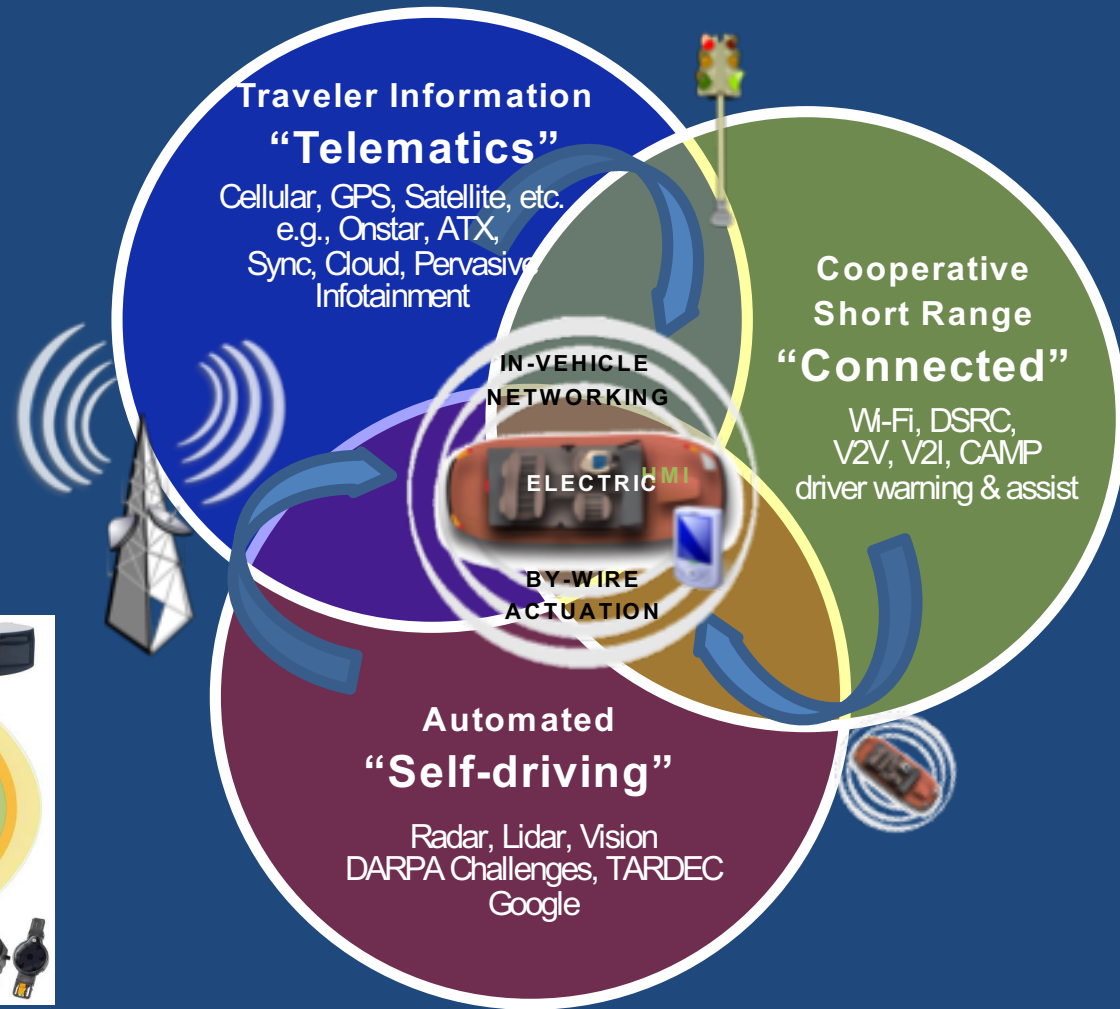 Traveler Information
“Telematics”
Cellular, GPS, Satellite, etc.
e.g., Onstar, ATX,
Sync, Cloud, Pervasive
Infotainment
Cooperative
Short Range
“Connected”
Wi-Fi, DSRC,
V2V, V2I, CAMP
driver warning & assist
IN-VEHICLE
NETWORKING
ELECTRIC
HMI
BY-WIRE
ACTUATION
Automated
“Self-driving”
Radar, Lidar, Vision
DARPA Challenges, TARDEC
Google